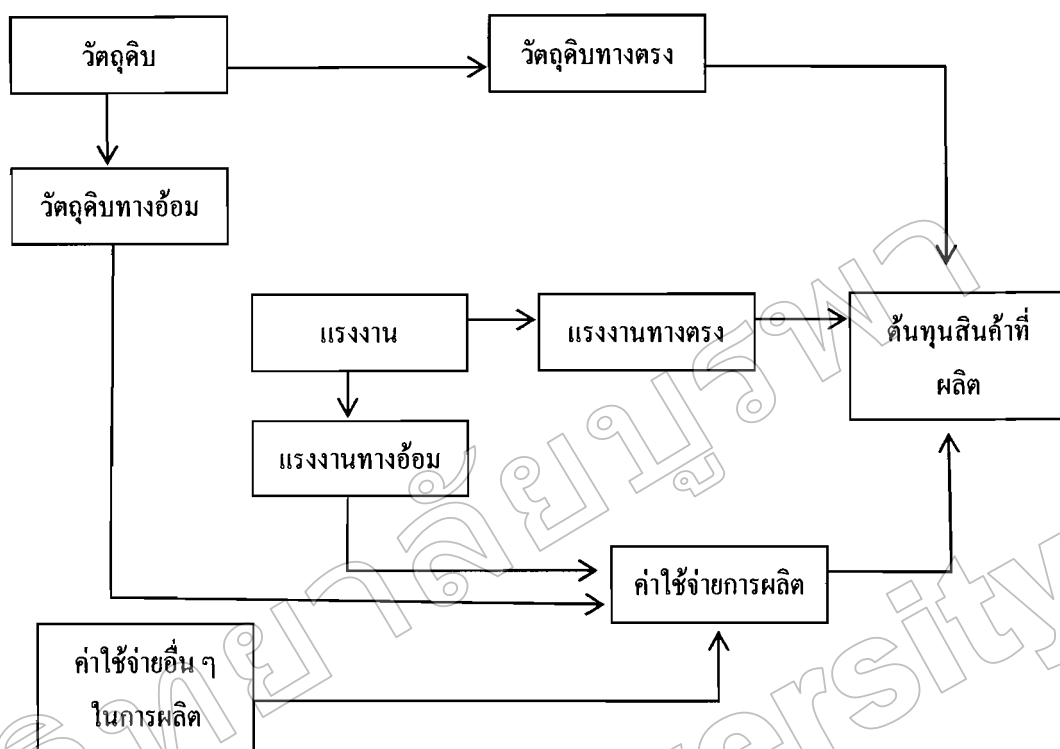 วัตถุดิบ
วัตถุดิบทางตรง
วัตถุดิบทางอ้อม
แรงงาน
แรงงานทางตรง
ต้นทุนสินค้าที่
ผลิต
แรงงานทางอ้อม
ค่าใช้จ่ายการผลิต
ค่าใช้จ่ายอื่น ๆ
ในการผลิต